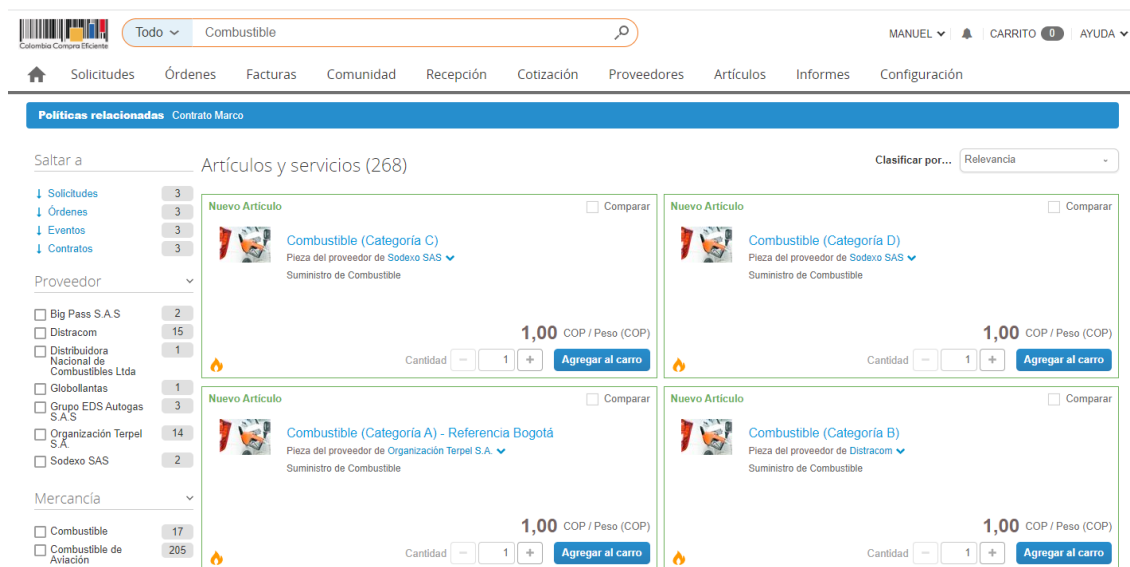 Colombia Compra Eficiente
Todo
Combustible
MANUEL
CARRITO 0
AYUDA
Solicitudes Órdenes Facturas Comunidad Recepción Cotización Proveedores Artículos Informes Configuración
Políticas relacionadas Contrato Marco
Saltar a
Solicitudes 3
Órdenes 3
Eventos 3
Contratos 3
Proveedor
Big Pass S.A.S 2
Distracom 15
Distribuidora 1
Nacional de
Combustibles Ltda
Globollantas 1
Grupo EDS Autogas 3
S.A.S
Organización Terpel 14
S.A.
Sodexo SAS 2
Mercancía
Combustible 17
Combustible de 205
Aviación
Artículos y servicios (268)
Clasificar por... Relevancia
Nuevo Artículo
Comparar
Combustible (Categoría C)
Pieza del proveedor de Sodexo SAS
Suministro de Combustible
1,00 COP / Peso (COP)
Cantidad − 1 + Agregar al carro
Nuevo Artículo
Comparar
Combustible (Categoría D)
Pieza del proveedor de Sodexo SAS
Suministro de Combustible
1,00 COP / Peso (COP)
Cantidad − 1 + Agregar al carro
Nuevo Artículo
Comparar
Combustible (Categoría A) - Referencia Bogotá
Pieza del proveedor de Organización Terpel S.A.
Suministro de Combustible
1,00 COP / Peso (COP)
Cantidad − 1 + Agregar al carro
Nuevo Artículo
Comparar
Combustible (Categoría B)
Pieza del proveedor de Distracom
Suministro de Combustible
1,00 COP / Peso (COP)
Cantidad − 1 + Agregar al carro